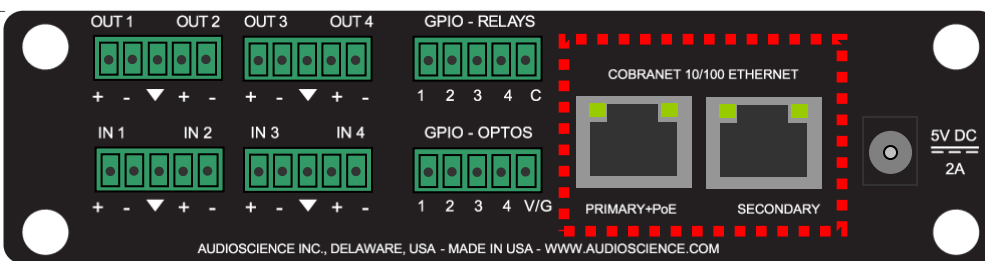 OUT 1 OUT 2 OUT 3 OUT 4 GPIO - RELAYS
COBRANET 10/100 ETHERNET
+ - + - + - + - 1 2 3 4 C
IN 1 IN 2 IN 3 IN 4 GPIO - OPTOS
5V DC
2A
+ - + - + - + - 1 2 3 4 V/G
PRIMARY+PoE SECONDARY
AUDIOSCIENCE INC., DELAWARE, USA - MADE IN USA - WWW.AUDIOSCIENCE.COM